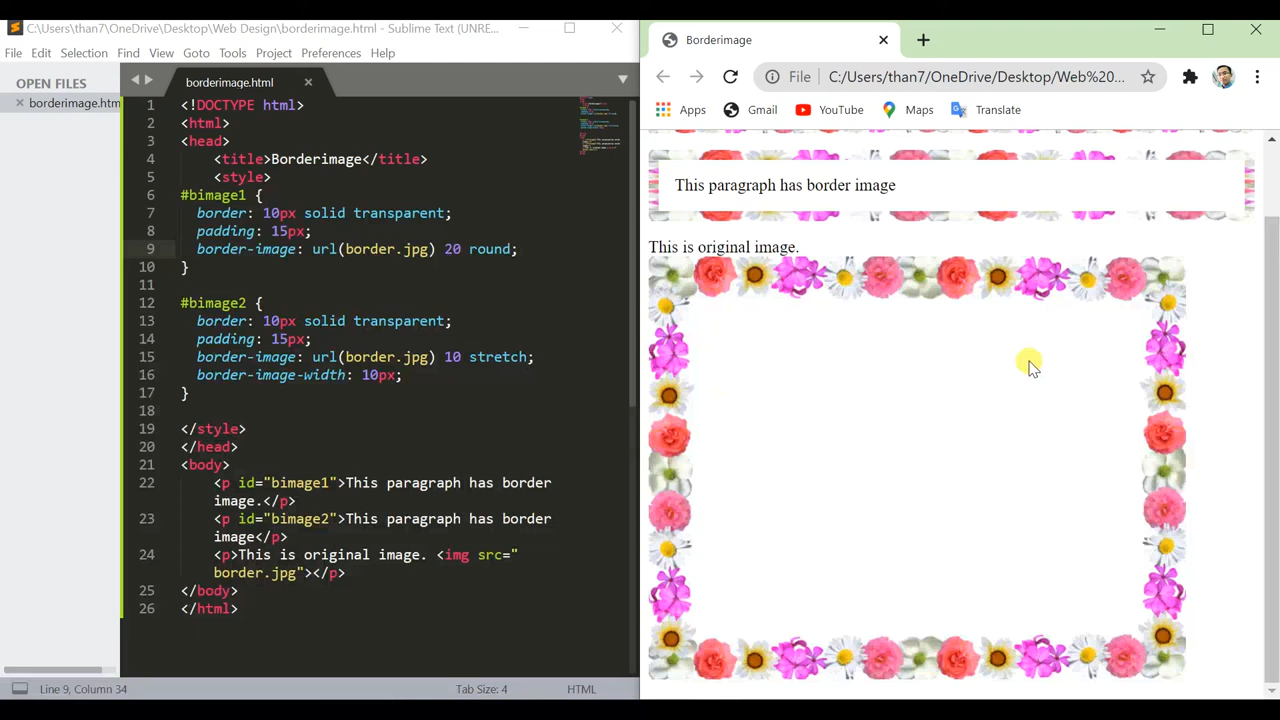 C:\Users\than7\OneDrive\Desktop\Web Design\borderimage.html - Sublime Text (UNRE...
File Edit Selection Find View Goto Tools Project Preferences Help
OPEN FILES
borderimage.htm
borderimage.html
1 <!DOCTYPE html>
2 <html>
3 <head>
4 <title>Borderimage</title>
5 <style>
6 #bimage1 {
7 border: 10px solid transparent;
8 padding: 15px;
9 border-image: url(border.jpg) 20 round;
10 }
11
12 #bimage2 {
13 border: 10px solid transparent;
14 padding: 15px;
15 border-image: url(border.jpg) 10 stretch;
16 border-image-width: 10px;
17 }
18
19 </style>
20 </head>
21 <body>
22 <p id="bimage1">This paragraph has border
image.</p>
23 <p id="bimage2">This paragraph has border
image</p>
24 <p>This is original image. <img src="
border.jpg"></p>
25 </body>
26 </html>
Line 9, Column 34
Tab Size: 4
HTML
Borderimage
File C:/Users/than7/OneDrive/Desktop/Web%20...
Apps Gmail YouTube Maps Translate
This paragraph has border image
This is original image.